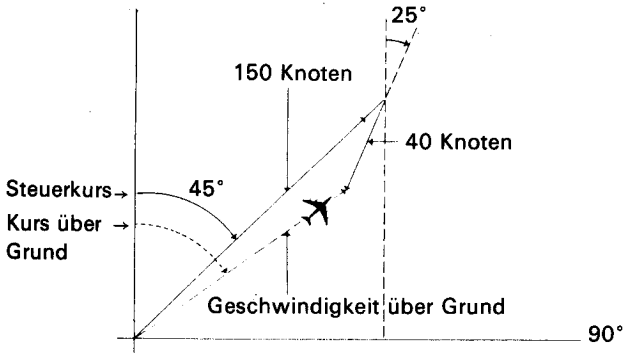 25°
150 Knoten
40 Knoten
Steuerkurs
45°
Kurs über
Grund
Geschwindigkeit über Grund
90°